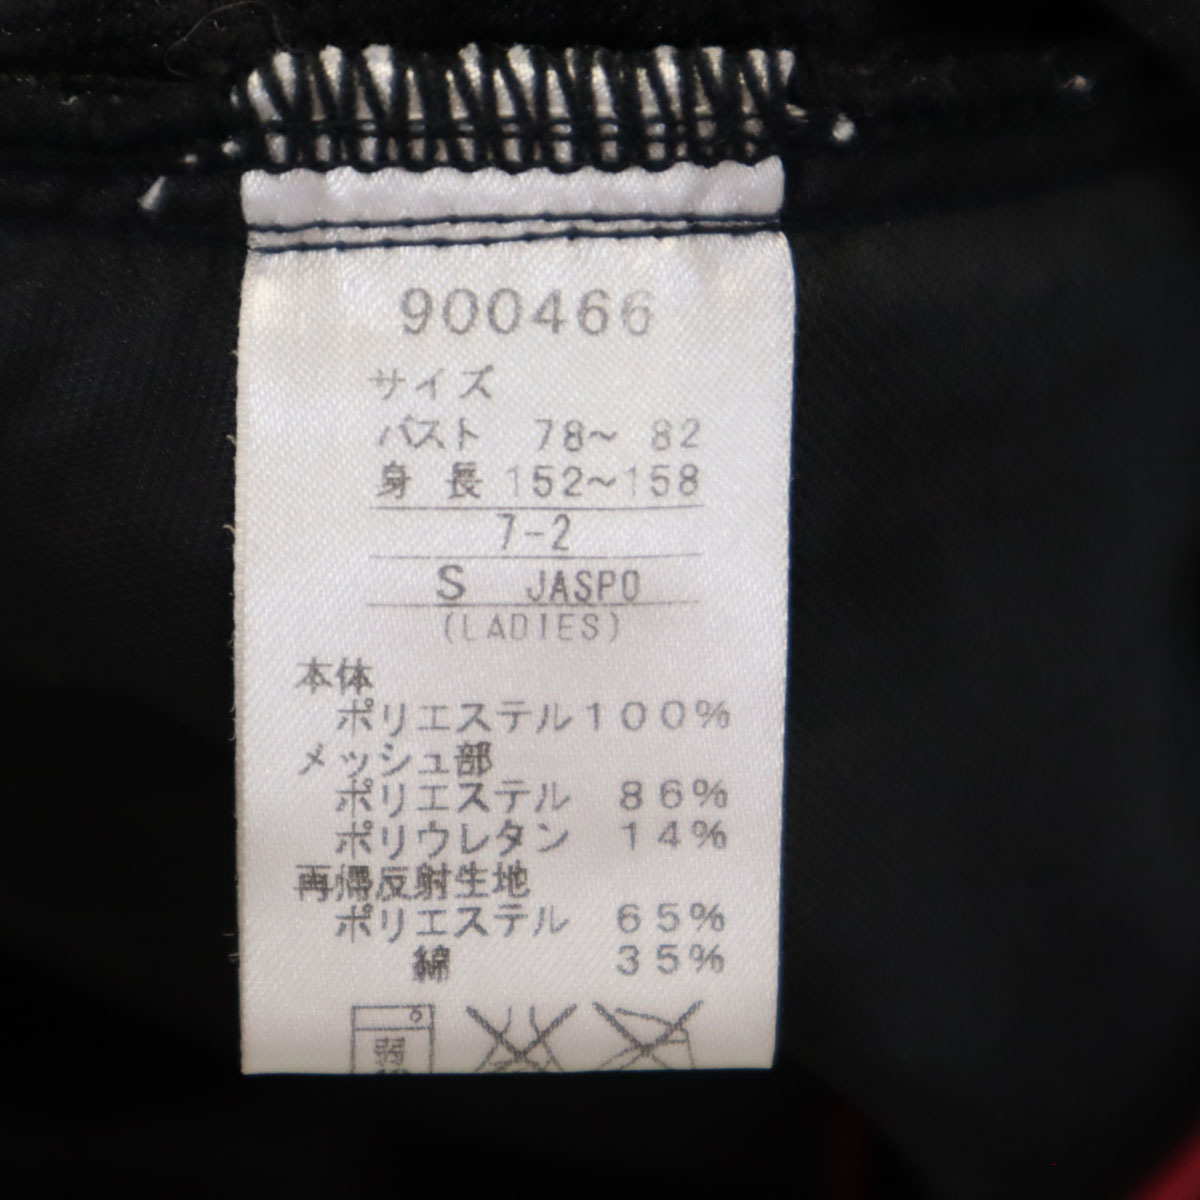 900466
サイズ
バスト 78〜 82
身 長 152〜158
7-2
S JASPO
(LADIES)
本体
ポリエステル100%
メッシュ部
ポリエステル 86%
ポリウレタン 14%
再帰反射生地
ポリエステル 65%
綿 35%
弱